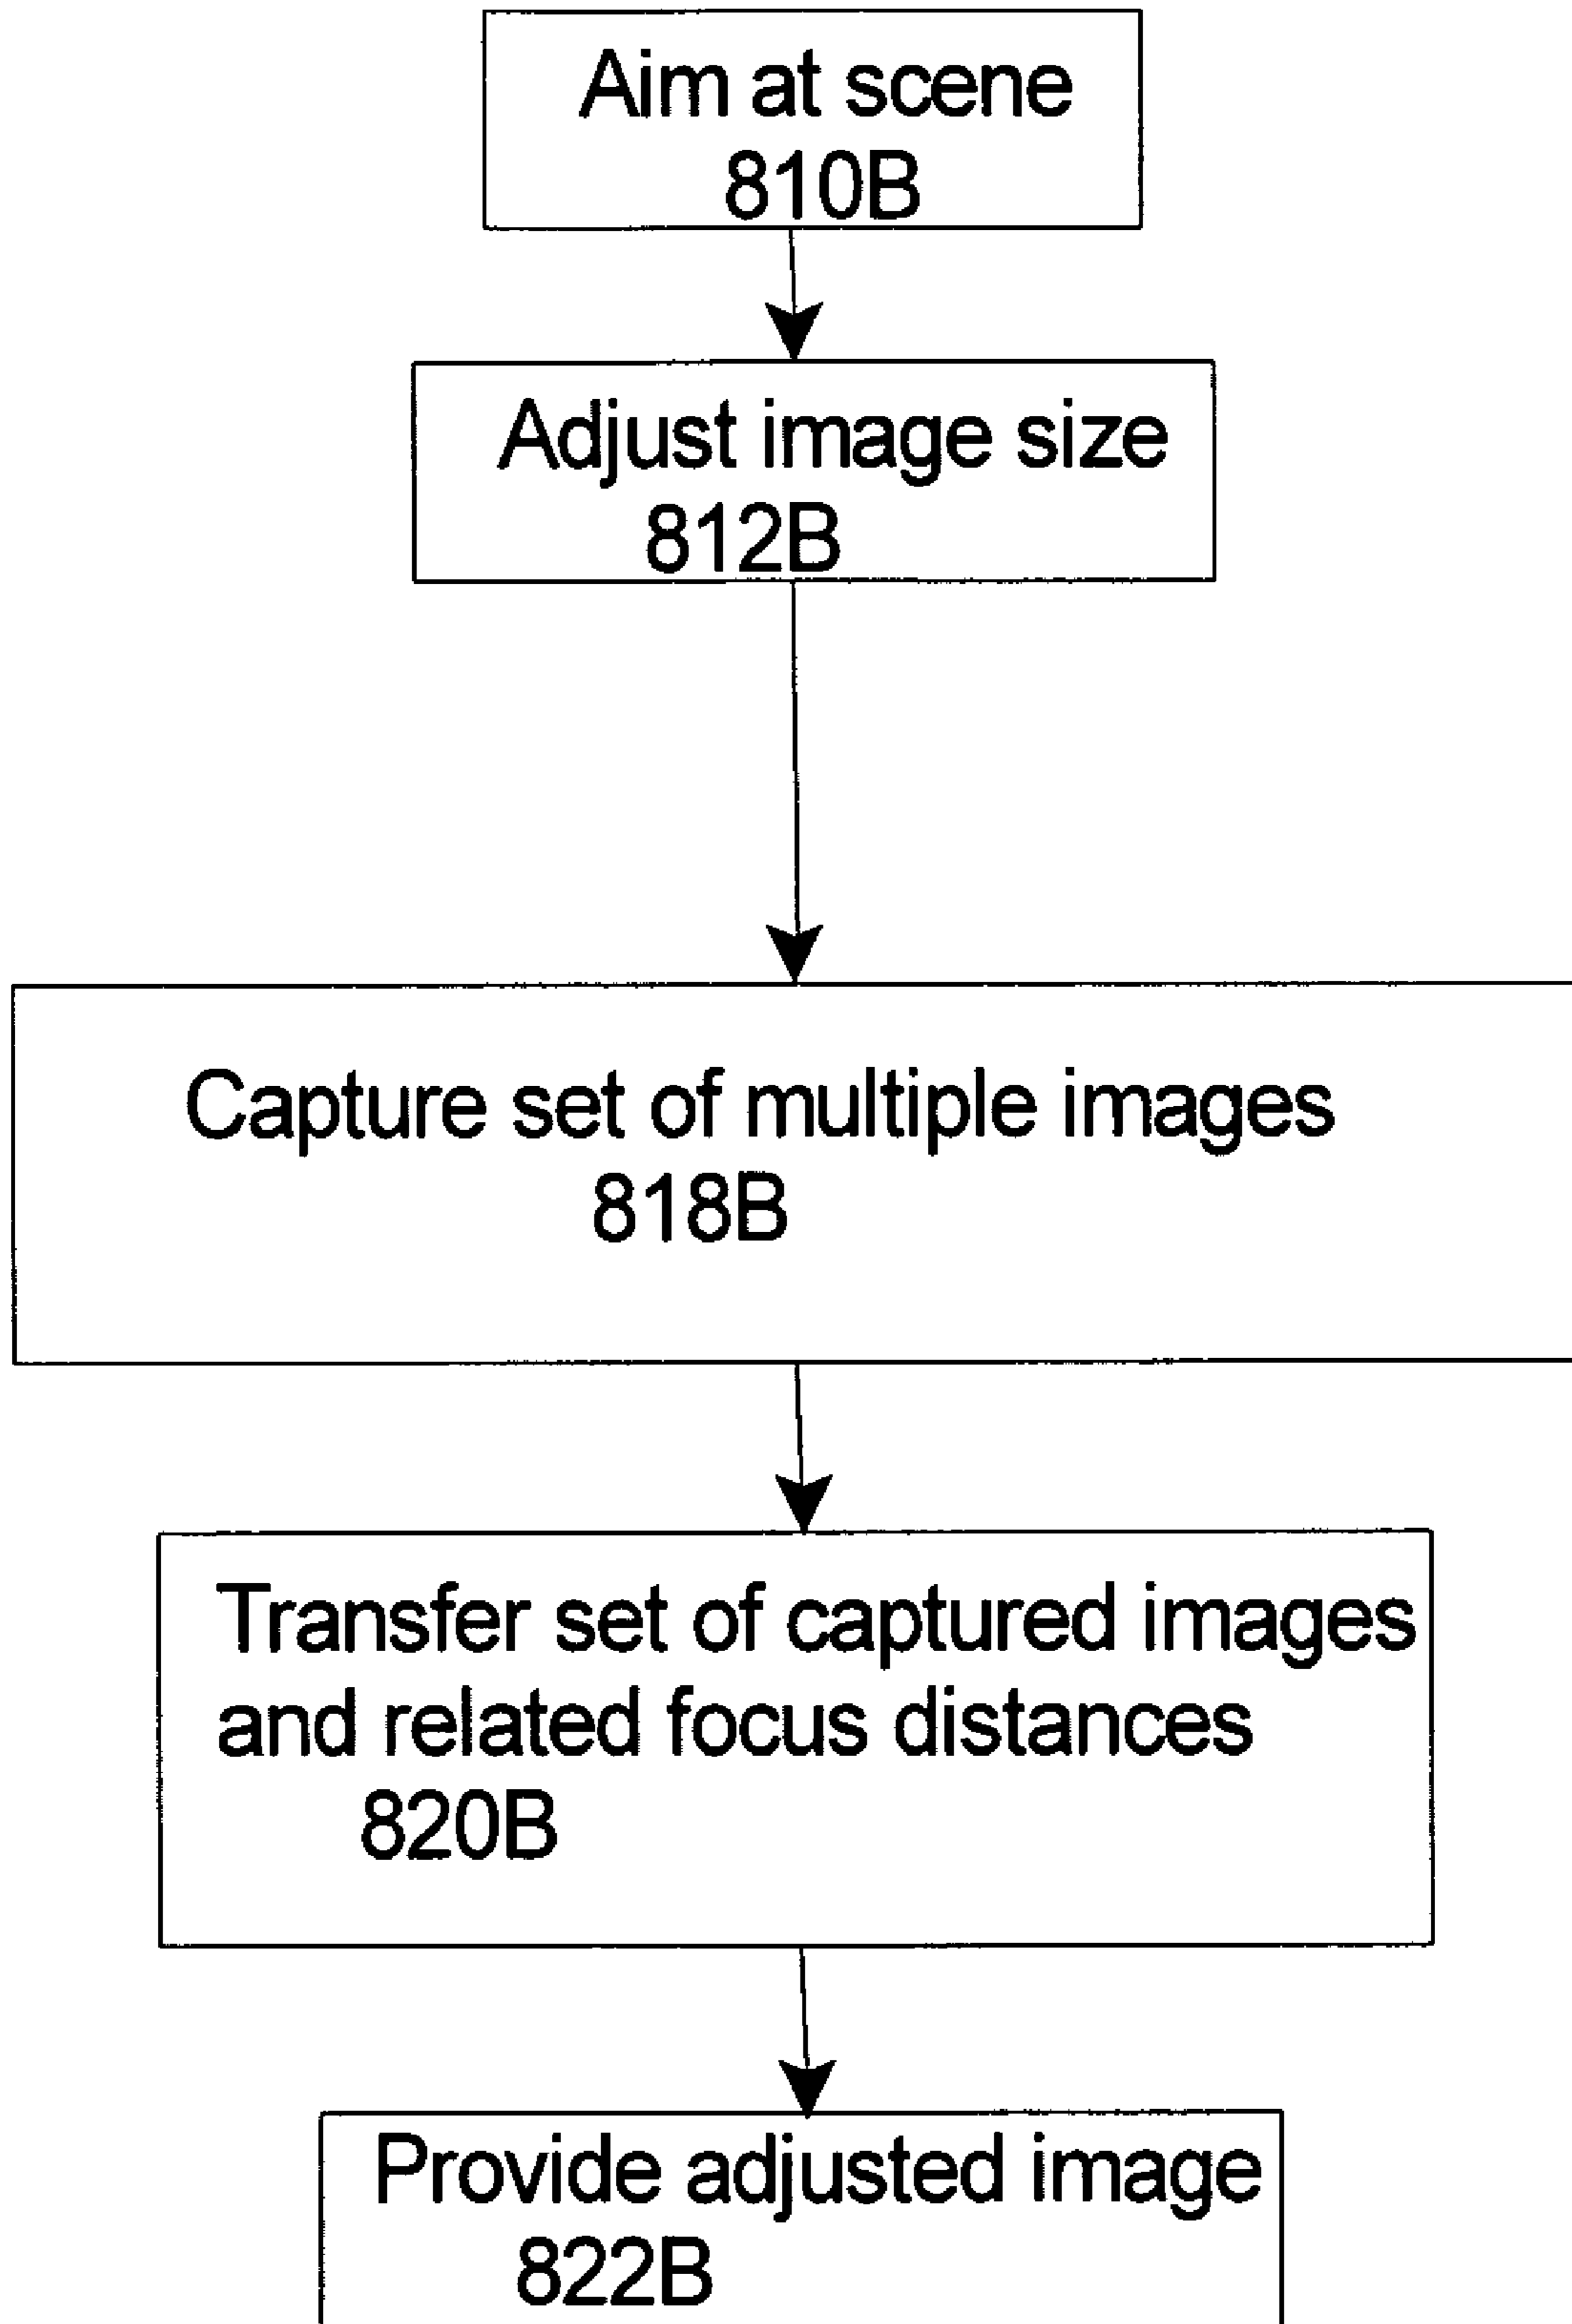 Aim at scene
810B
Adjust image size
812B
Capture set of multiple images
818B
Transfer set of captured images
and related focus distances
820B
Provide adjusted image
822B